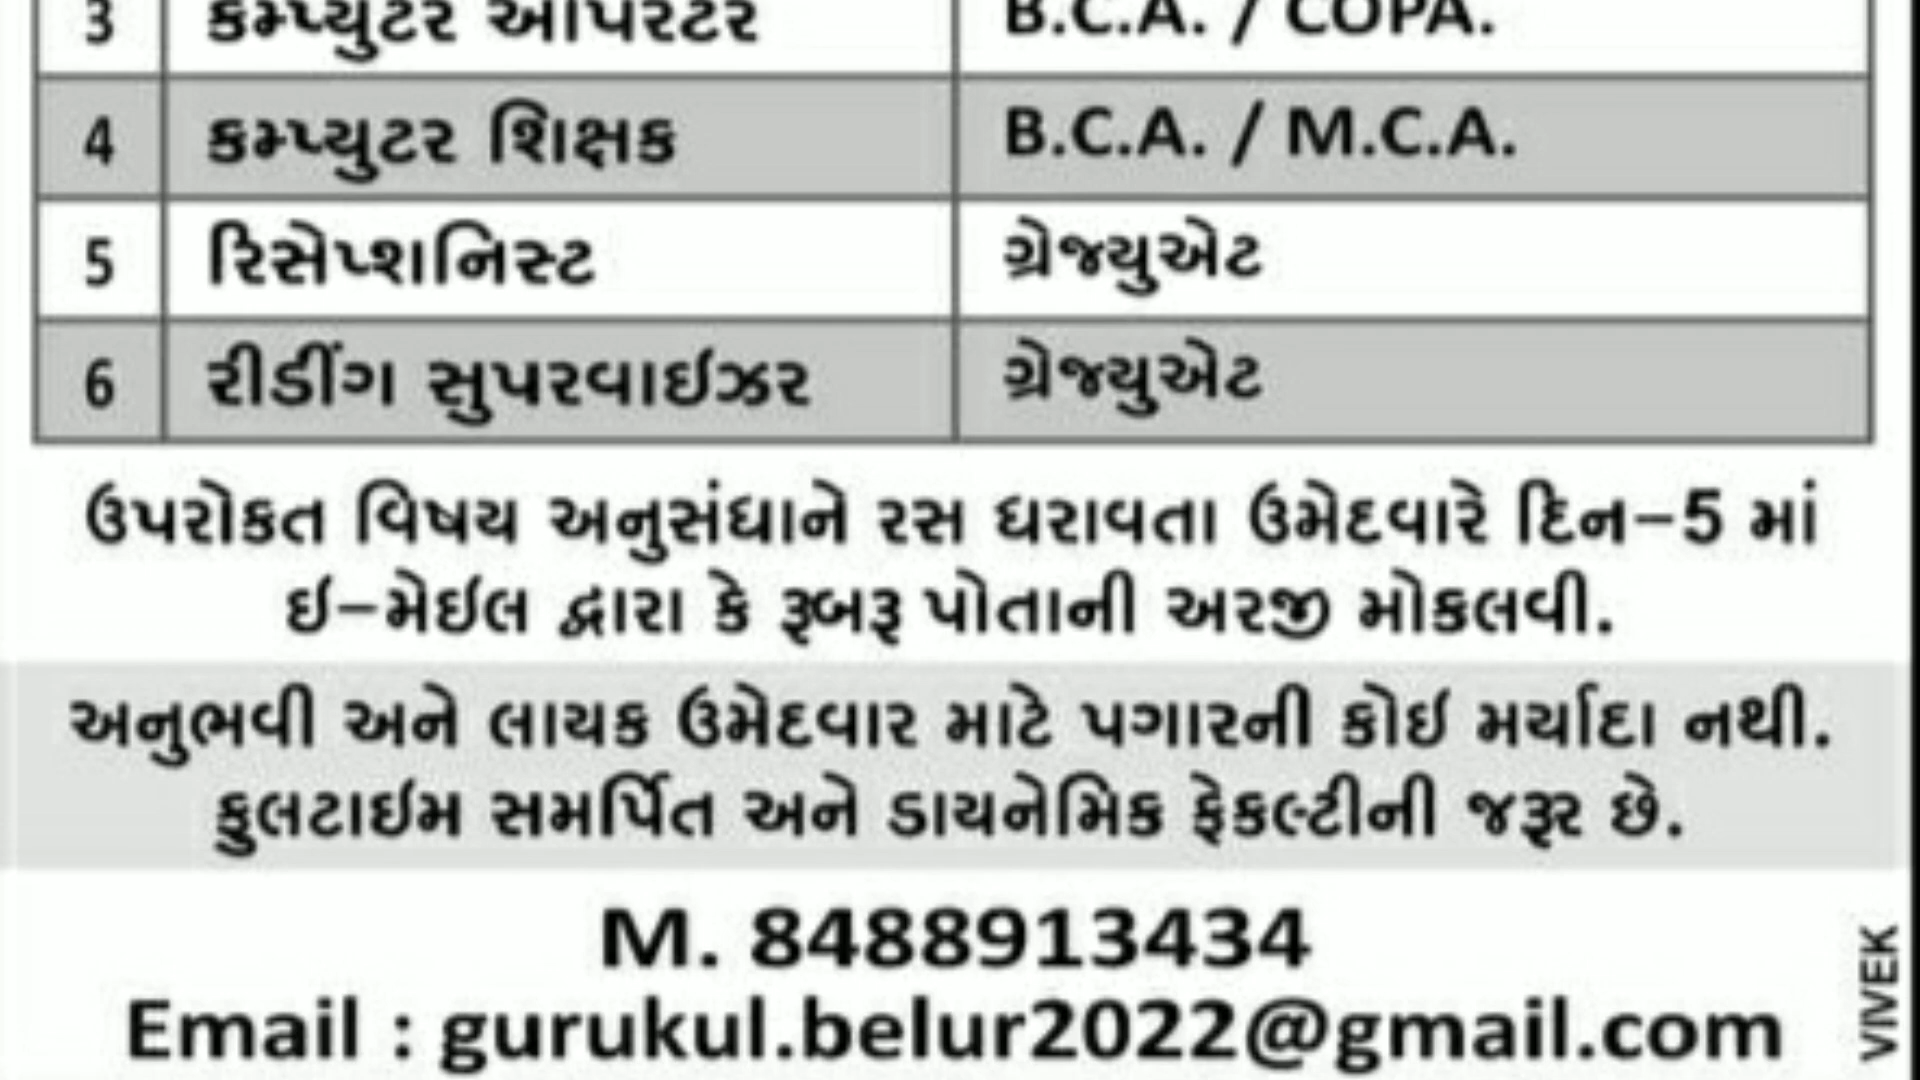 3 કમ્પ્યુટર ઓપરેટર B.C.A. / COPA.
4 કમ્પ્યુટર શિક્ષક B.C.A. / M.C.A.
5 રિસેપ્શનિસ્ટ ગ્રેજ્યુએટ
6 રીડીંગ સુપરવાઈઝર ગ્રેજ્યુએટ
ઉપરોકત વિષય અનુસંધાને રસ ધરાવતા ઉમેદવારે દિન-5 માં
ઈ-મેઈલ દ્વારા કે રૂબરૂ પોતાની અરજી મોકલવી.
અનુભવી અને લાયક ઉમેદવાર માટે પગારની કોઈ મર્યાદા નથી.
ફુલટાઈમ સમર્પિત અને ડાયનેમિક ફેકલ્ટીની જરૂર છે.
M. 8488913434
Email : gurukul.belur2022@gmail.com
VIVEK